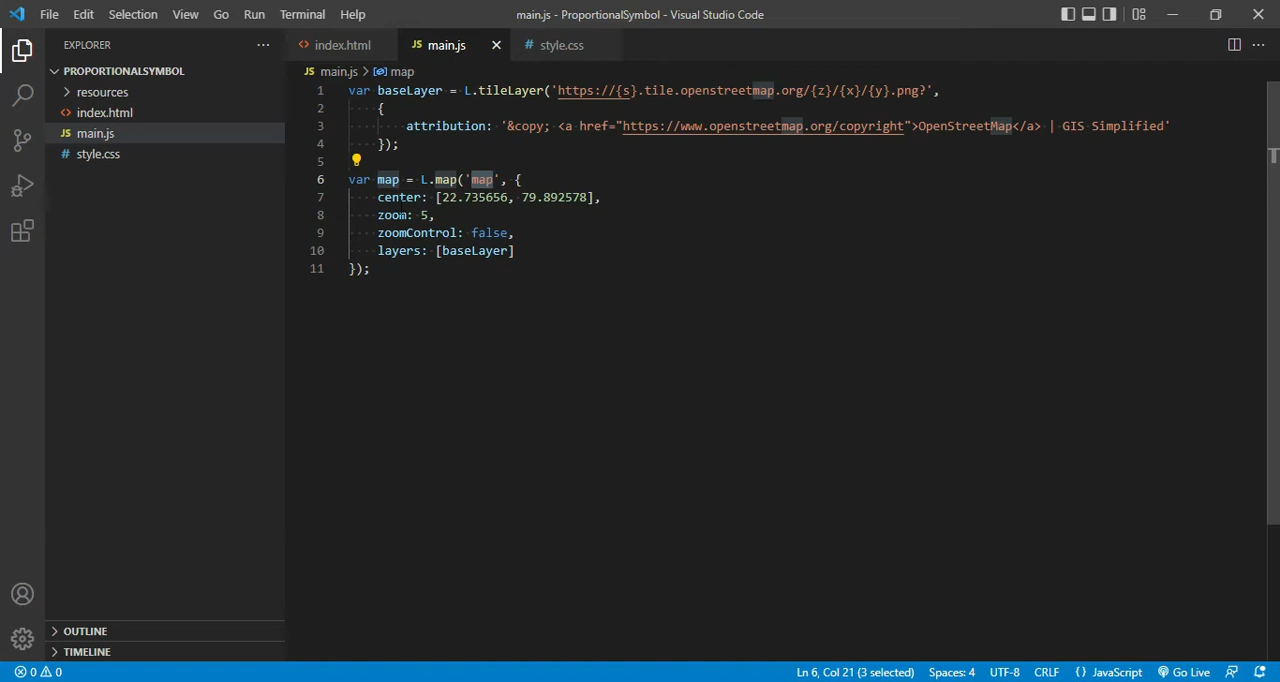 File Edit Selection View Go Run Terminal Help main.js - ProportionalSymbol - Visual Studio Code
EXPLORER ···
index.html JS main.js # style.css ···
PROPORTIONALSYMBOL
JS main.js map
resources
index.html
JS main.js
# style.css
1 var baseLayer = L.tileLayer('https://{s}.tile.openstreetmap.org/{z}/{x}/{y}.png?',
2 {
3 attribution: '&copy; <a href="https://www.openstreetmap.org/copyright">OpenStreetMap</a> | GIS Simplified'
4 });
5
6 var map = L.map('map', {
7 center: [22.735656, 79.892578],
8 zoom: 5,
9 zoomControl: false,
10 layers: [baseLayer]
11 });
OUTLINE
TIMELINE
0 0 Ln 6, Col 21 (3 selected) Spaces: 4 UTF-8 CRLF {} JavaScript Go Live